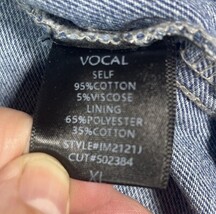 VOCAL
SELF
95%COTTON
5%VISCOSE
LINING
65%POLYESTER
35%COTTON
STYLE#IM2121J
CUT#502384
XL